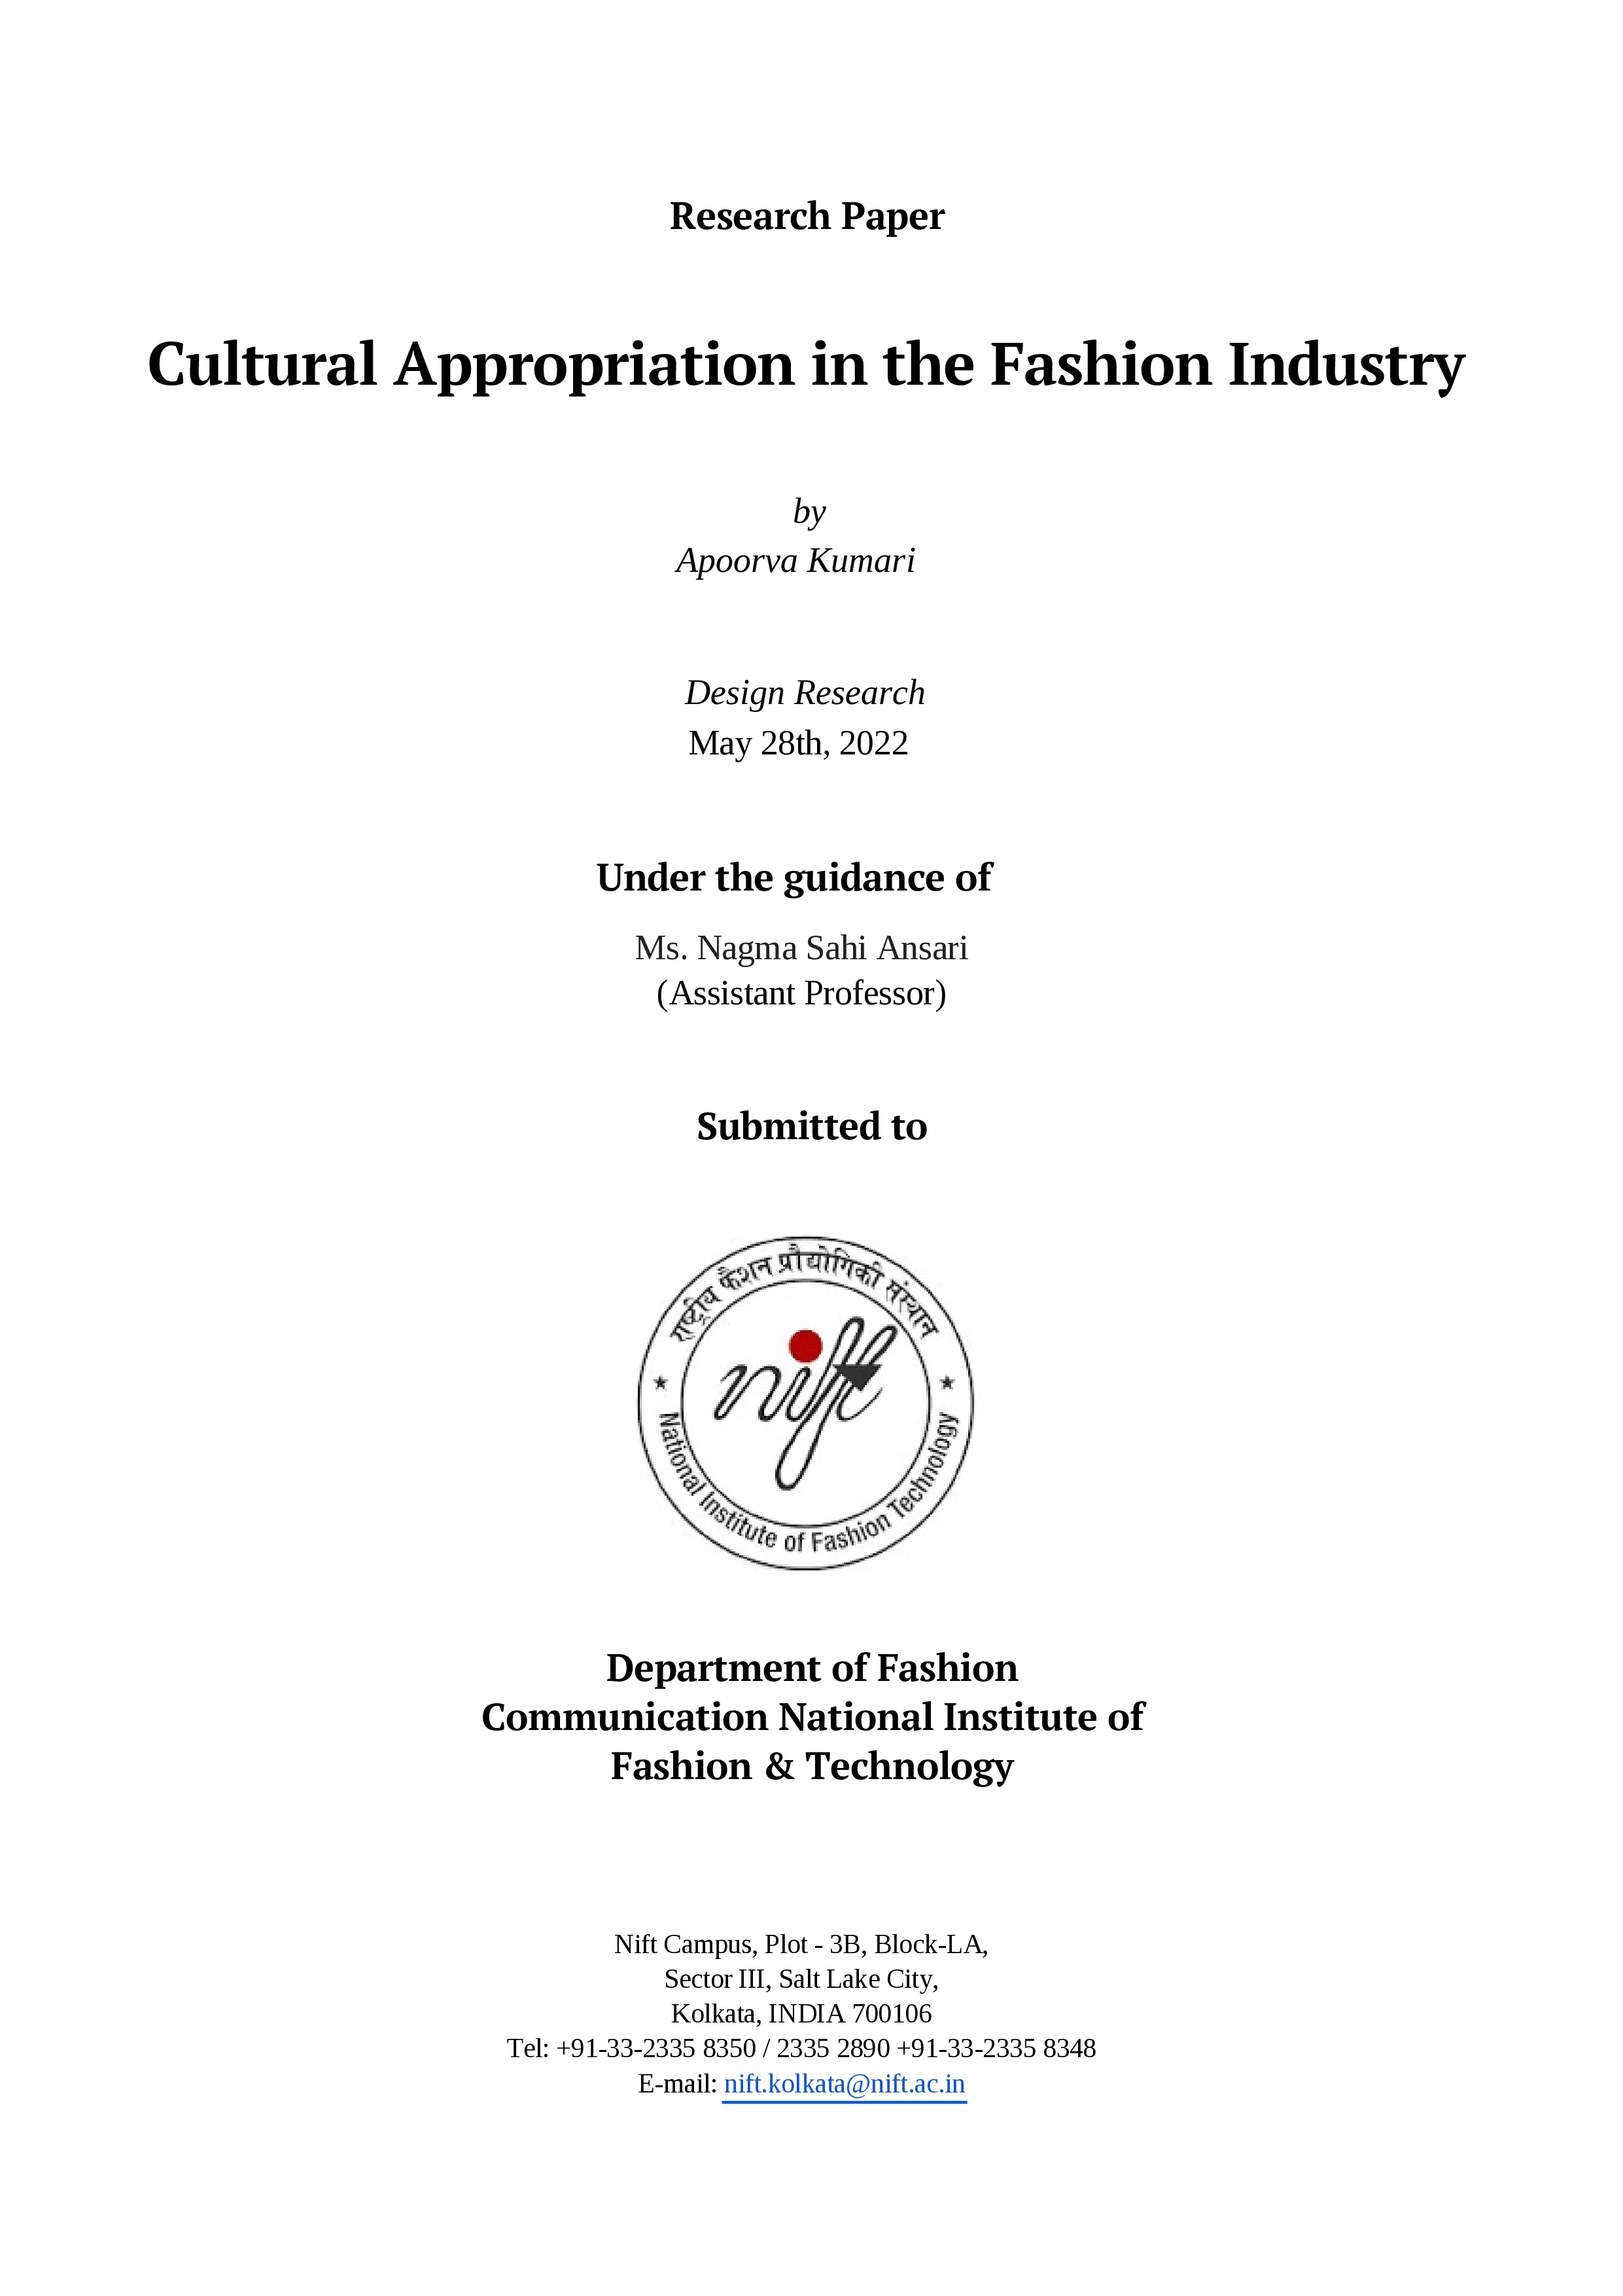 Research Paper
Cultural Appropriation in the Fashion Industry
by
Apoorva Kumari
Design Research
May 28th, 2022
Under the guidance of
Ms. Nagma Sahi Ansari
(Assistant Professor)
Submitted to
राष्ट्रीय फैशन प्रौद्योगिकी संस्थान
nift
National Institute of Fashion Technology
Department of Fashion
Communication National Institute of
Fashion & Technology
Nift Campus, Plot - 3B, Block-LA,
Sector III, Salt Lake City,
Kolkata, INDIA 700106
Tel: +91-33-2335 8350 / 2335 2890 +91-33-2335 8348
E-mail: nift.kolkata@nift.ac.in